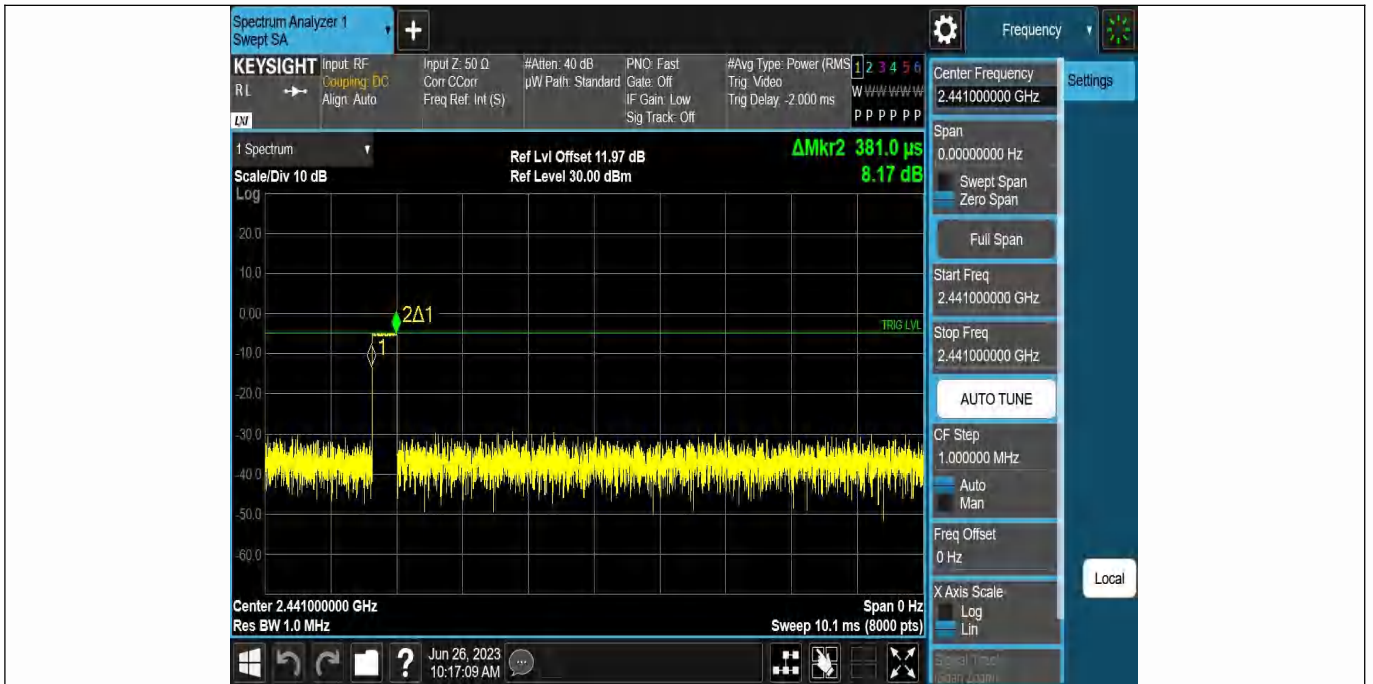 Spectrum Analyzer 1
Swept SA
+
Frequency
KEYSIGHT
RL
LXI
Input: RF
Coupling: DC
Align: Auto
Input Z: 50 Ω
Corr CCorr
Freq Ref: Int (S)
#Atten: 40 dB
µW Path: Standard
PNO: Fast
Gate: Off
IF Gain: Low
Sig Track: Off
#Avg Type: Power (RMS
Trig: Video
Trig Delay: -2.000 ms
1 2 3 4 5 6
W W W W W W
P P P P P P
Center Frequency
2.441000000 GHz
Settings
1 Spectrum
Scale/Div 10 dB
Log
Ref Lvl Offset 11.97 dB
Ref Level 30.00 dBm
ΔMkr2 381.0 µs
8.17 dB
Span
0.00000000 Hz
Swept Span
Zero Span
Full Span
Start Freq
2.441000000 GHz
Stop Freq
2.441000000 GHz
AUTO TUNE
CF Step
1.000000 MHz
Auto
Man
Freq Offset
0 Hz
X Axis Scale
Log
Lin
Local
20.0
10.0
0.00
-10.0
-20.0
-30.0
-40.0
-50.0
-60.0
2Δ1
1
TRIG LVL
Center 2.441000000 GHz
Res BW 1.0 MHz
Span 0 Hz
Sweep 10.1 ms (8000 pts)
?
Jun 26, 2023
10:17:09 AM